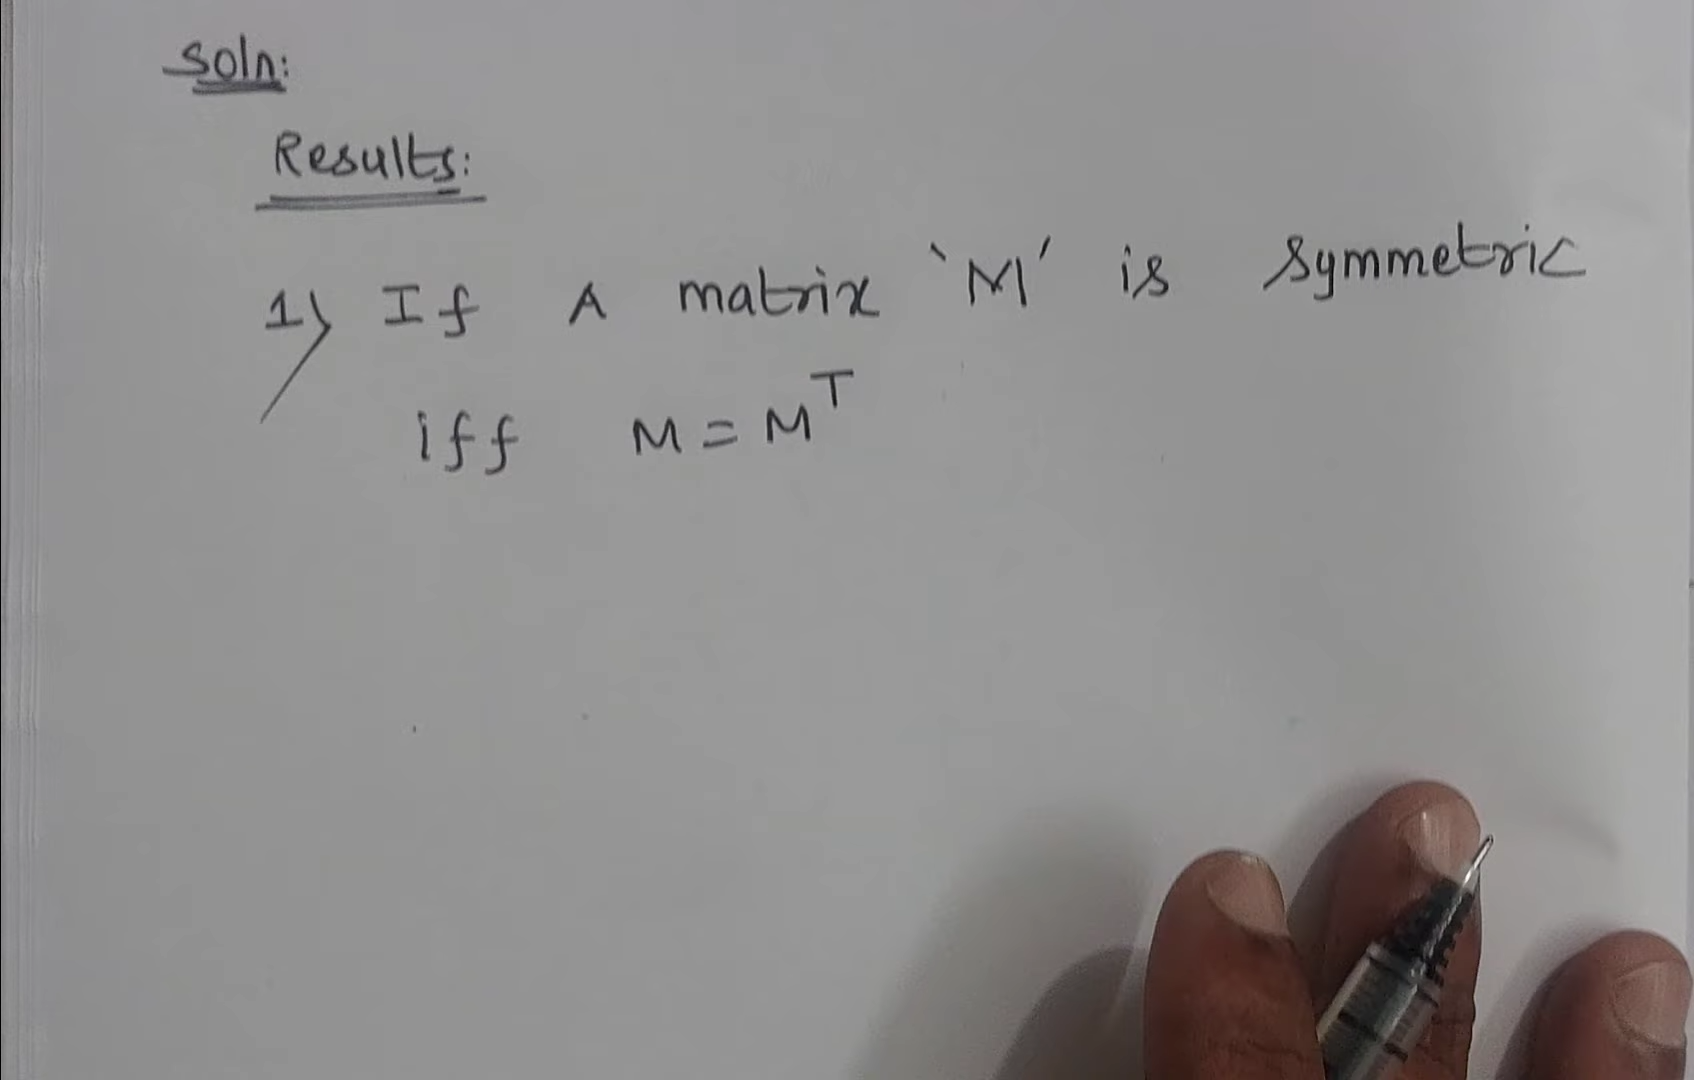 Soln:
Results:
1) If A matrix 'M' is symmetric
iff M = M^T